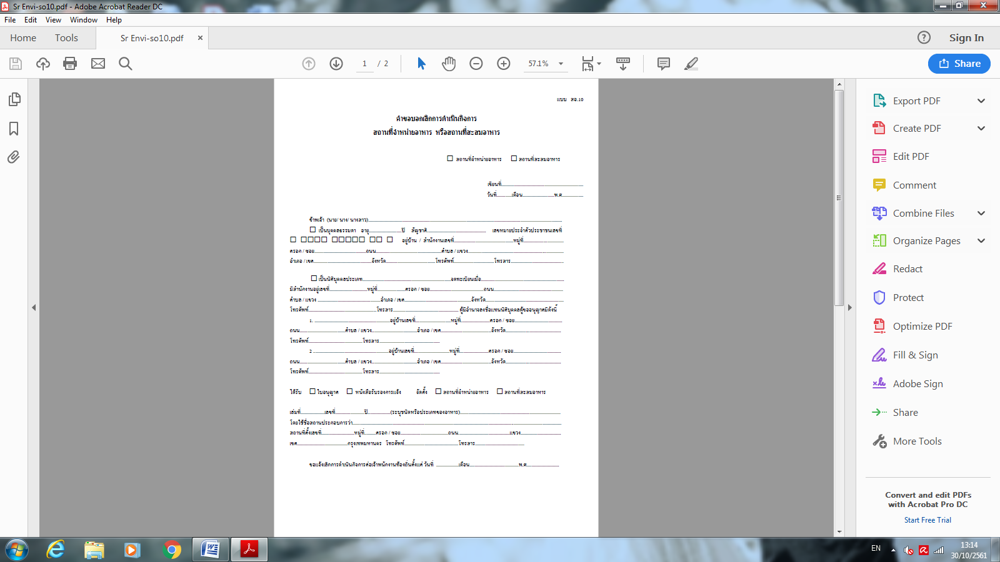 Sr Envi-so10.pdf - Adobe Acrobat Reader DC
File Edit View Window Help
Home Tools Sr Envi-so10.pdf × ? Sign In
1 / 2 57.1% Share
แบบ สอ.10
คำขอบอกเลิกการดำเนินกิจการ
สถานที่จำหน่ายอาหาร หรือสถานที่สะสมอาหาร
☐ สถานที่จำหน่ายอาหาร ☐ สถานที่สะสมอาหาร
เขียนที่..........
วันที่..........เดือน..........พ.ศ..........
ข้าพเจ้า (นาย/ นาง/ นางสาว)..........
☐ เป็นบุคคลธรรมดา อายุ..........ปี สัญชาติ.......... เลขหมายประจำตัวประชาชนเลขที่
☐ ☐☐☐☐ ☐☐☐☐☐ ☐☐ ☐ อยู่บ้าน / สำนักงานเลขที่..........หมู่ที่..........
ตรอก / ซอย..........ถนน..........ตำบล / แขวง..........
อำเภอ / เขต..........จังหวัด..........โทรศัพท์..........โทรสาร..........
☐ เป็นนิติบุคคลประเภท..........จดทะเบียนเมื่อ..........
มีสำนักงานอยู่เลขที่..........หมู่ที่..........ตรอก / ซอย..........ถนน..........
ตำบล / แขวง ..........อำเภอ / เขต..........จังหวัด..........
โทรศัพท์..........โทรสาร.......... ผู้มีอำนาจลงชื่อแทนนิติบุคคลผู้ขออนุญาตมีดังนี้
1. ..........อยู่บ้านเลขที่..........หมู่ที่..........ตรอก / ซอย..........
ถนน..........ตำบล / แขวง..........อำเภอ / เขต..........จังหวัด..........
โทรศัพท์..........โทรสาร..........
2 ..........อยู่บ้านเลขที่..........หมู่ที่..........ตรอก / ซอย..........
ถนน..........ตำบล / แขวง..........อำเภอ / เขต..........จังหวัด..........
โทรศัพท์..........โทรสาร..........
ได้รับ ☐ ใบอนุญาต ☐ หนังสือรับรองการแจ้ง จัดตั้ง ☐ สถานที่จำหน่ายอาหาร ☐ สถานที่สะสมอาหาร
เล่มที่..........เลขที่..........ปี..........(ระบุชนิดหรือประเภทของอาหาร)..........
โดยใช้ชื่อสถานประกอบการว่า..........
สถานที่ตั้งเลขที่..........หมู่ที่..........ตรอก / ซอย..........ถนน..........แขวง..........
เขต..........กรุงเทพมหานคร โทรศัพท์..........โทรสาร..........
ขอแจ้งเลิกการดำเนินกิจการต่อเจ้าพนักงานท้องถิ่นตั้งแต่ วันที่ ..........เดือน..........พ.ศ..........
Export PDF
Create PDF
Edit PDF
Comment
Combine Files
Organize Pages
Redact
Protect
Optimize PDF
Fill & Sign
Adobe Sign
Share
More Tools
Convert and edit PDFs
with Acrobat Pro DC
Start Free Trial
EN
13:14
30/10/2561